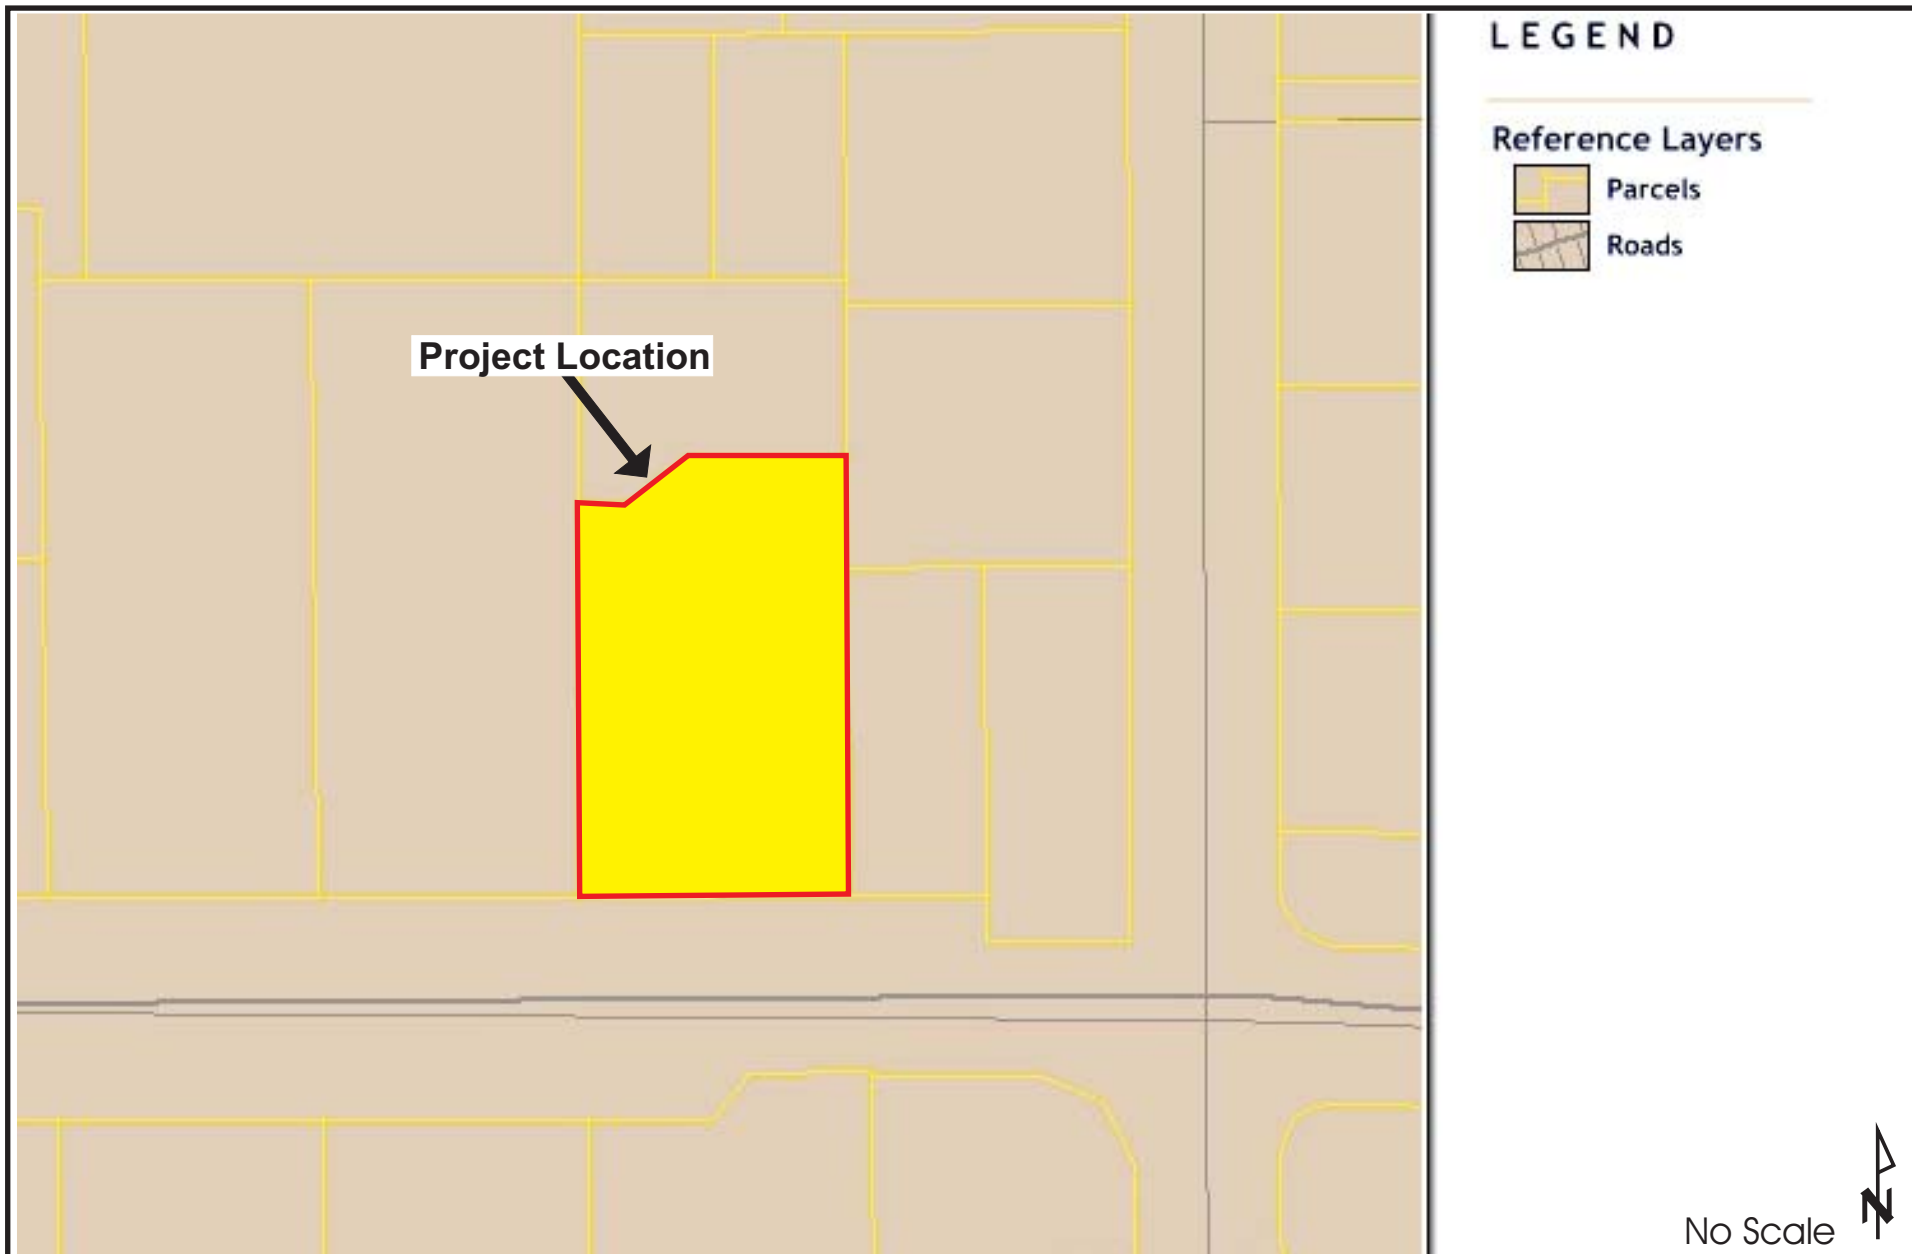 LEGEND
Reference Layers
Parcels
Roads
Project Location
No Scale
N